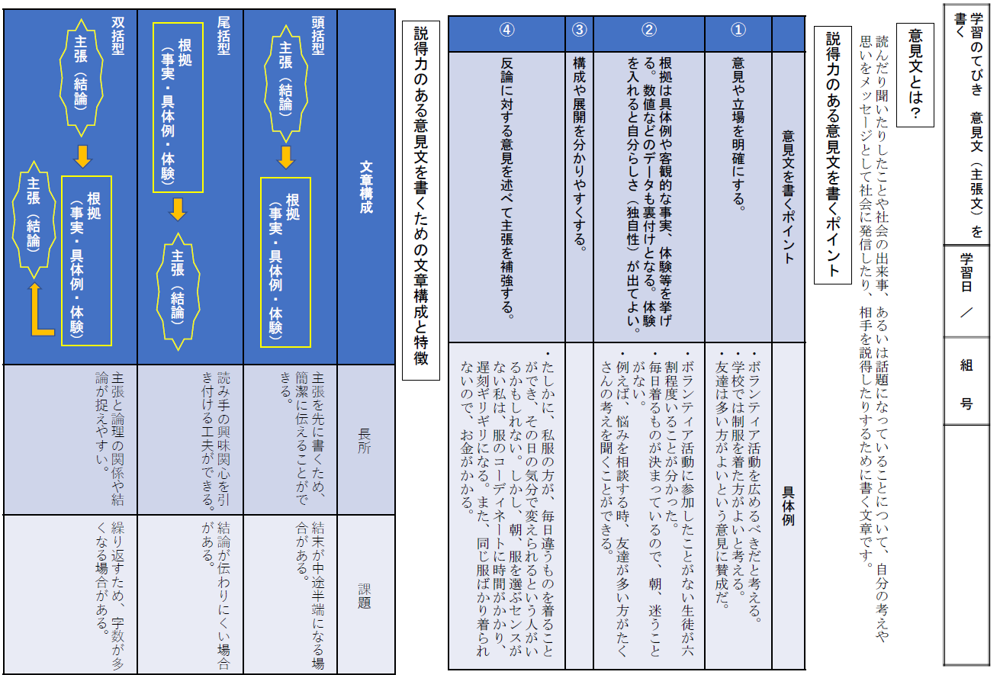 学習のてびき　意見文（主張文）を
書く
学習日　／
組　号
意見文とは？
読んだり聞いたりしたことや社会の出来事、あるいは話題になっていることについて、自分の考えや
思いをメッセージとして社会に発信したり、相手を説得したりするために書く文章です。
説得力のある意見文を書くポイント
意見文を書くポイント
具体例
①
意見や立場を明確にする。
・ボランティア活動を広めるべきだと考える。
・学校では制服を着た方がよいと考える。
・友達は多い方がよいという意見に賛成だ。
②
根拠は具体例や客観的な事実、体験等を挙げ
る。数値などのデータも裏付けとなる。体験
を入れると自分らしさ（独自性）が出てよい。
・ボランティア活動に参加したことがない生徒が六
割程度いることが分かった。
・毎日着るものが決まっているので、朝、迷うこと
がない。
・例えば、悩みを相談する時、友達が多い方がたく
さんの考えを聞くことができる。
③
構成や展開を分かりやすくする。
④
反論に対する意見を述べて主張を補強する。
・たしかに、私服の方が、毎日違うものを着ること
ができ、その日の気分で変えられるという人がい
るかもしれない。しかし、朝、服を選ぶセンスが
ない私は、服のコーディネートに時間がかかり、
遅刻ギリギリになる。また、同じ服ばかり着られ
ないので、お金がかかる。
説得力のある意見文を書くための文章構成と特徴
文章構成
長所
課題
頭括型
主張（結論）
根拠
（事実・具体例・体験）
主張を先に書くため、
簡潔に伝えることがで
きる。
結末が中途半端になる場
合がある。
尾括型
根拠
（事実・具体例・体験）
主張（結論）
読み手の興味関心を引
き付ける工夫ができる。
結論が伝わりにくい場合
がある。
双括型
主張（結論）
根拠
（事実・具体例・体験）
主張（結論）
主張と論理の関係や結
論が捉えやすい。
繰り返すため、字数が多
くなる場合がある。